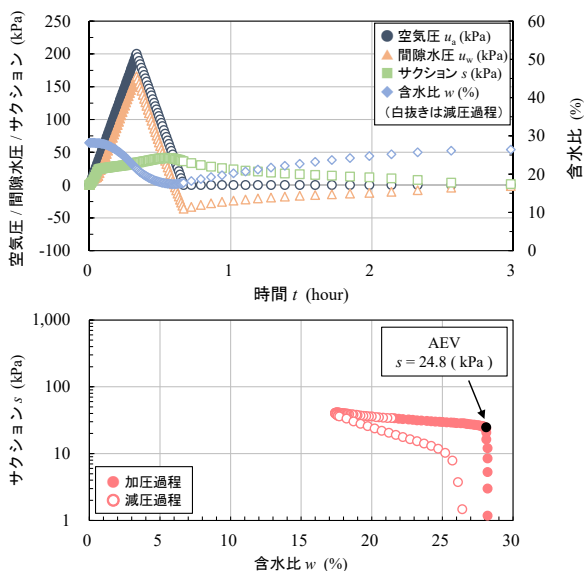 空気圧 / 間隙水圧 / サクション (kPa)
250
200
150
100
50
0
-50
-100
空気圧 ua (kPa)
間隙水圧 uw (kPa)
サクション s (kPa)
含水比 w (%)
(白抜きは減圧過程)
60
50
40
30
20
10
0
含水比 (%)
0 1 2 3
時間 t (hour)
サクション s (kPa)
1,000
100
10
1
AEV
s = 24.8 ( kPa )
加圧過程
減圧過程
0 5 10 15 20 25 30
含水比 w (%)